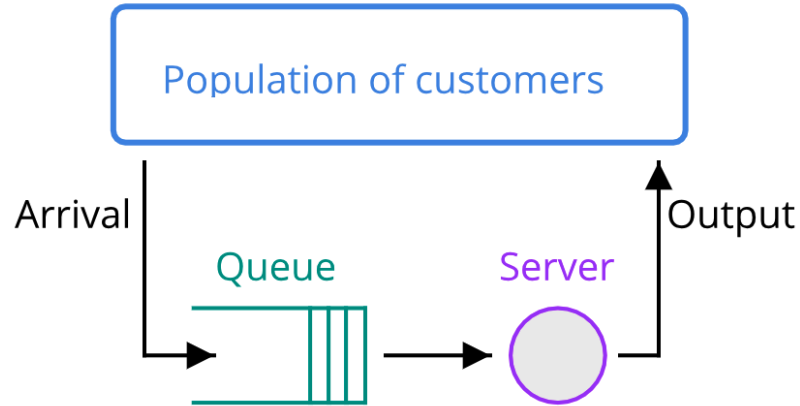 Population of customers
Arrival
Output
Queue
Server